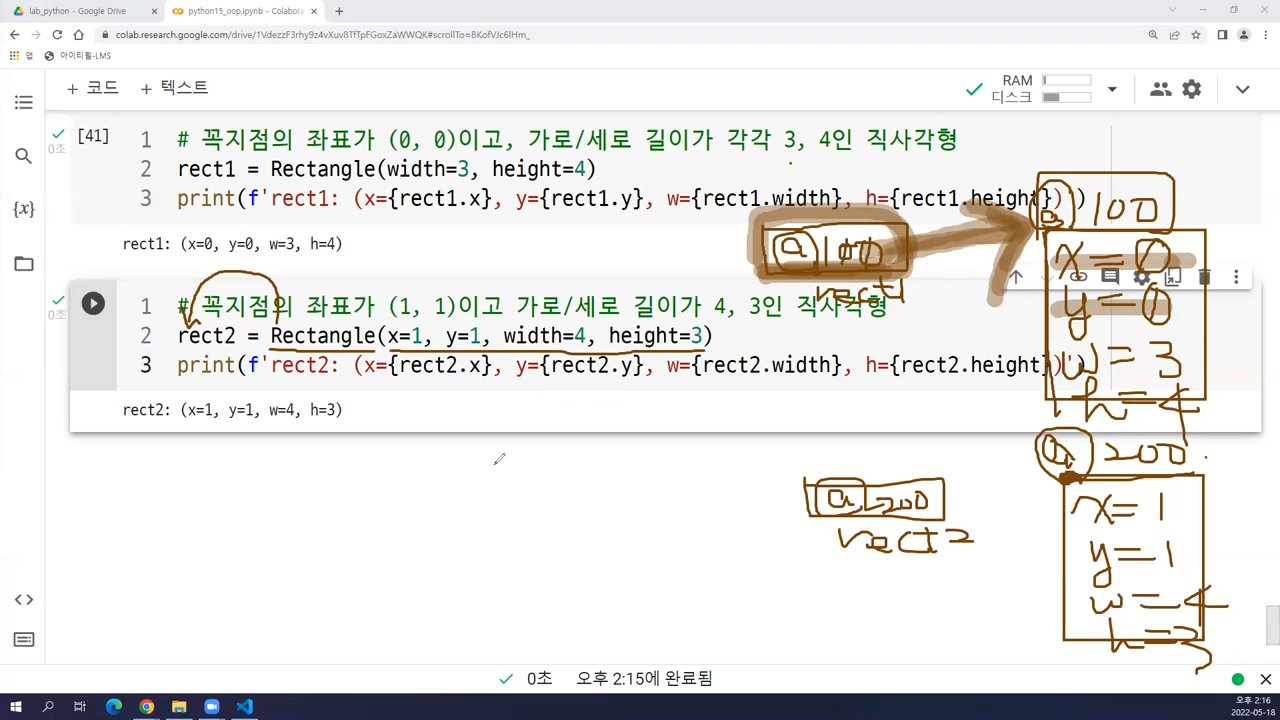 lab_python - Google Drive
python15_oop.ipynb - Colabora
colab.research.google.com/drive/1VdezzF3rhy9z4vXuv8TfTpFGoxZaWWQK#scrollTo=BKofVJc6lHm_
앱 아이티윌-LMS
+ 코드 + 텍스트
RAM
디스크
[41]
0초
1 # 꼭지점의 좌표가 (0, 0)이고, 가로/세로 길이가 각각 3, 4인 직사각형
2 rect1 = Rectangle(width=3, height=4)
3 print(f'rect1: (x={rect1.x}, y={rect1.y}, w={rect1.width}, h={rect1.height})')
rect1: (x=0, y=0, w=3, h=4)
0초
1 # 꼭지점의 좌표가 (1, 1)이고 가로/세로 길이가 4, 3인 직사각형
2 rect2 = Rectangle(x=1, y=1, width=4, height=3)
3 print(f'rect2: (x={rect2.x}, y={rect2.y}, w={rect2.width}, h={rect2.height})')
rect2: (x=1, y=1, w=4, h=3)
@ 100
rect1
@ 100
x=0
y=0
w=3
h=4
@ 200
rect2
@ 200
x=1
y=1
w=4
h=3
0초 오후 2:15에 완료됨
오후 2:16
2022-05-18